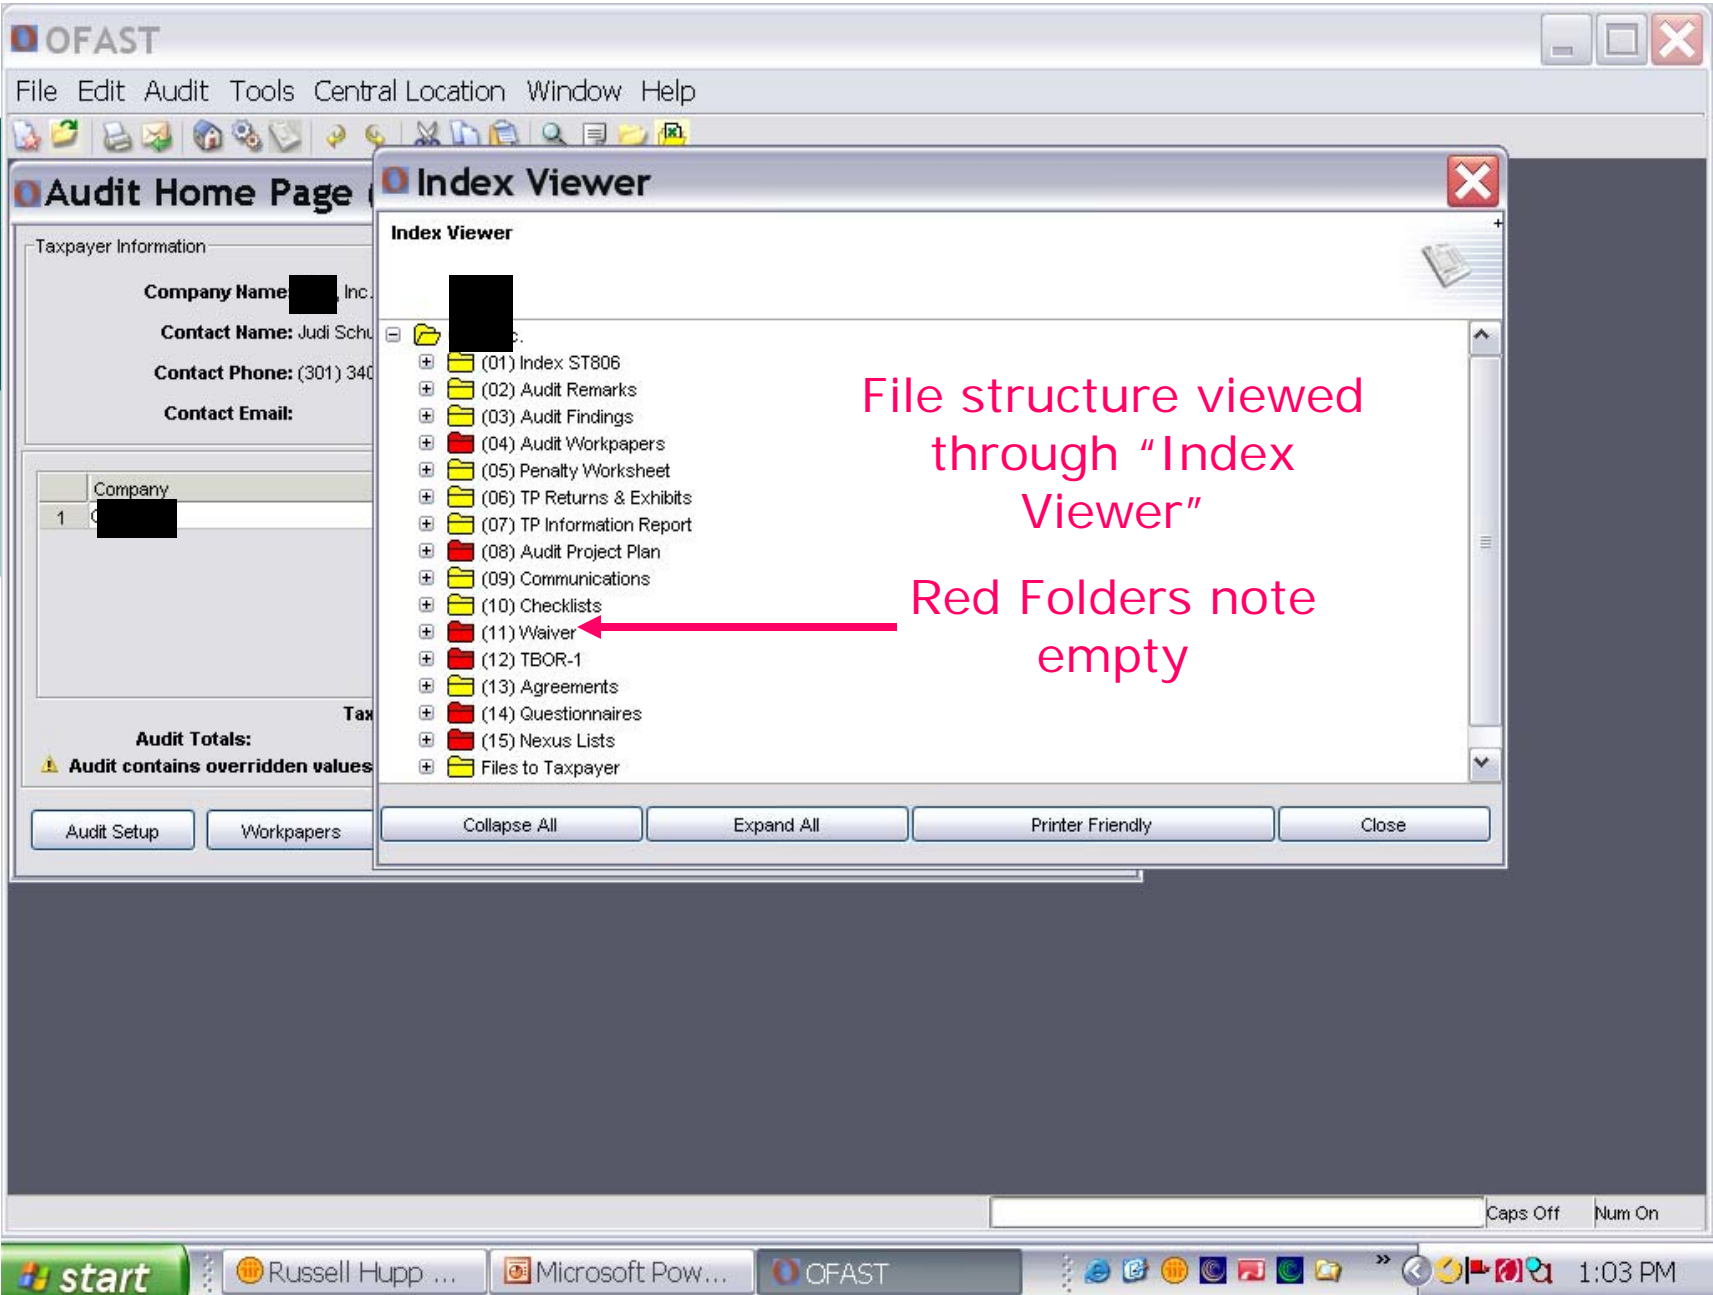 OFAST
File Edit Audit Tools Central Location Window Help
Audit Home Page (
Index Viewer
Index Viewer
+
Taxpayer Information
Company Name: , Inc.
Contact Name: Judi Schu
Contact Phone: (301) 340
Contact Email:
c.
(01) Index ST806
(02) Audit Remarks
(03) Audit Findings
(04) Audit Workpapers
(05) Penalty Worksheet
(06) TP Returns & Exhibits
(07) TP Information Report
(08) Audit Project Plan
(09) Communications
(10) Checklists
(11) Waiver
(12) TBOR-1
(13) Agreements
(14) Questionnaires
(15) Nexus Lists
Files to Taxpayer
File structure viewed
through “Index
Viewer”
Red Folders note
empty
Company
1
Tax
Audit Totals:
Audit contains overridden values
Audit Setup
Workpapers
Collapse All
Expand All
Printer Friendly
Close
Caps Off
Num On
start
Russell Hupp ...
Microsoft Pow...
OFAST
1:03 PM